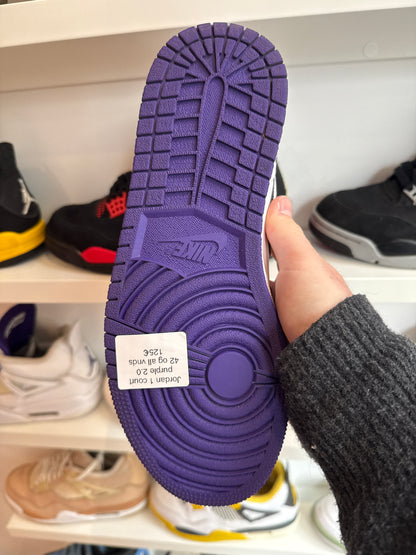 NIKE
Jordan 1 court
purple 2.0
42 og all vnds
125€